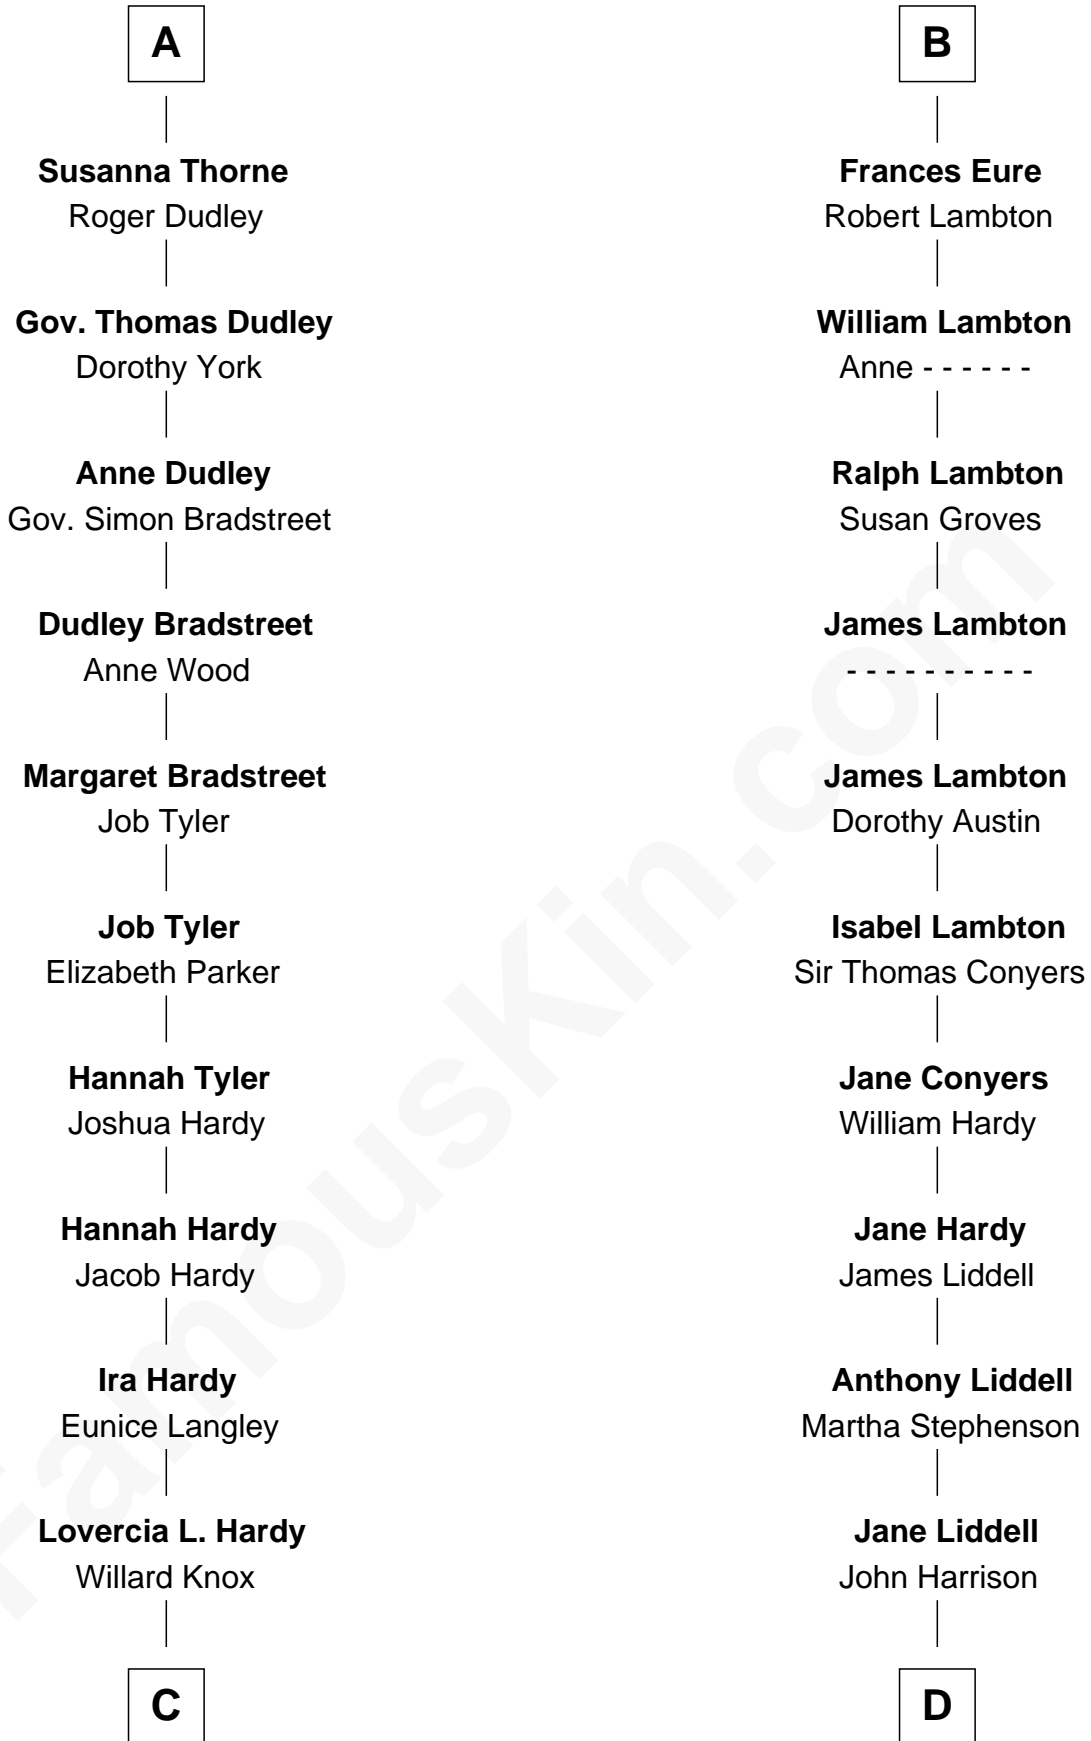 A
Susanna Thorne
Roger Dudley
Gov. Thomas Dudley
Dorothy York
Anne Dudley
Gov. Simon Bradstreet
Dudley Bradstreet
Anne Wood
Margaret Bradstreet
Job Tyler
Job Tyler
Elizabeth Parker
Hannah Tyler
Joshua Hardy
Hannah Hardy
Jacob Hardy
Ira Hardy
Eunice Langley
Lovercia L. Hardy
Willard Knox
C
B
Frances Eure
Robert Lambton
William Lambton
Anne - - - - - -
Ralph Lambton
Susan Groves
James Lambton
- - - - - - - - - -
James Lambton
Dorothy Austin
Isabel Lambton
Sir Thomas Conyers
Jane Conyers
William Hardy
Jane Hardy
James Liddell
Anthony Liddell
Martha Stephenson
Jane Liddell
John Harrison
D
FamousKin.com